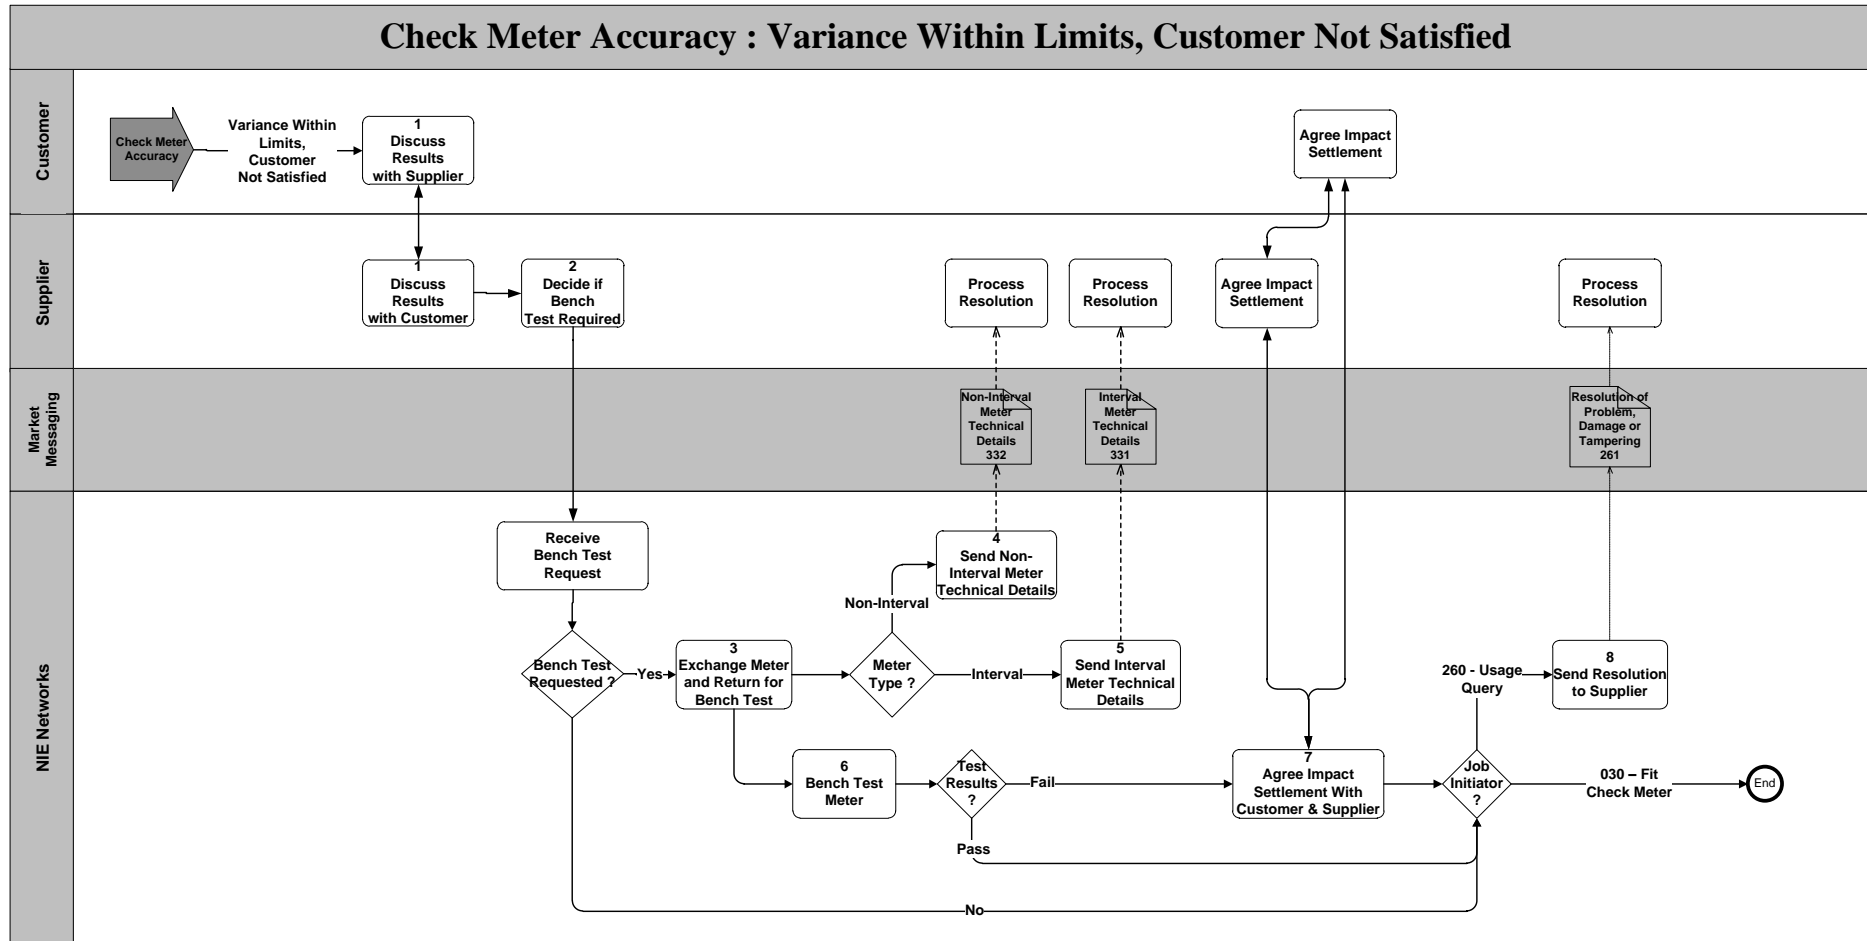 Check Meter Accuracy : Variance Within Limits, Customer Not Satisfied
Customer
Check Meter
Accuracy
Variance Within
Limits,
Customer
Not Satisfied
1
Discuss
Results
with Supplier
Agree Impact
Settlement
Supplier
1
Discuss
Results
with Customer
2
Decide if
Bench
Test Required
Process
Resolution
Process
Resolution
Agree Impact
Settlement
Process
Resolution
Market
Messaging
Non-Interval
Meter
Technical
Details
332
Interval
Meter
Technical
Details
331
Resolution of
Problem,
Damage or
Tampering
261
NIE Networks
Receive
Bench Test
Request
4
Send Non-
Interval Meter
Technical Details
Non-Interval
Bench Test
Requested ?
Yes
3
Exchange Meter
and Return for
Bench Test
Meter
Type ?
Interval
5
Send Interval
Meter Technical
Details
260 - Usage
Query
8
Send Resolution
to Supplier
6
Bench Test
Meter
Test
Results
?
Fail
7
Agree Impact
Settlement With
Customer & Supplier
Job
Initiator
?
030 – Fit
Check Meter
End
Pass
No